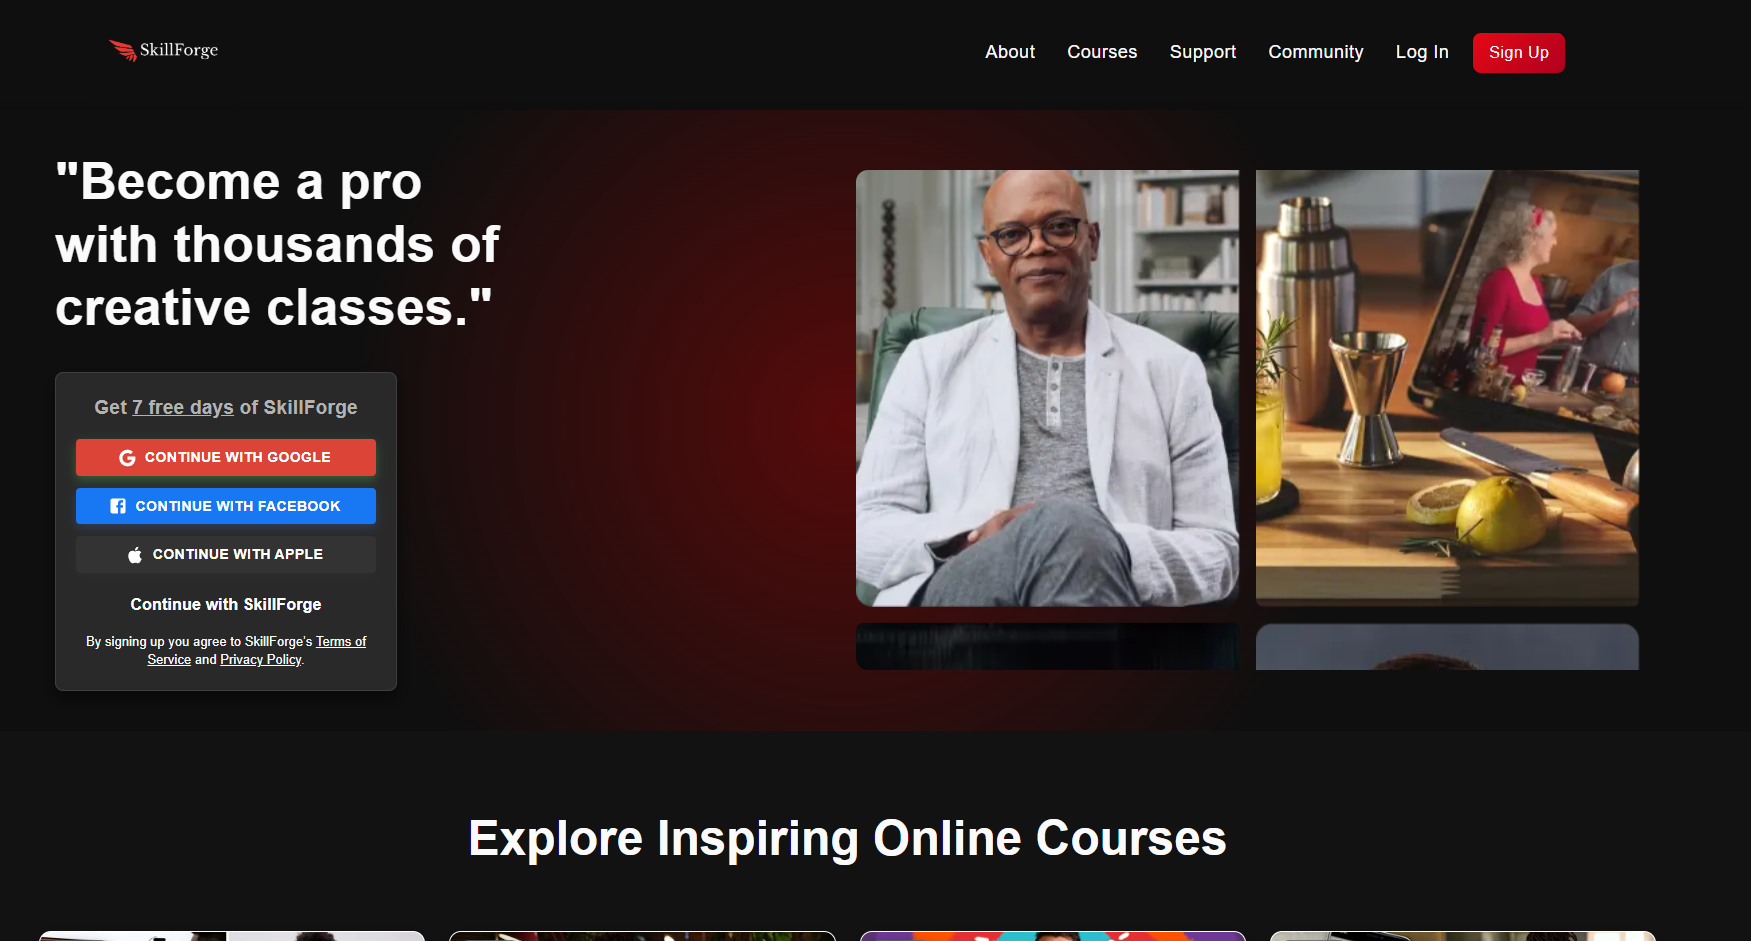 SkillForge
About
Courses
Support
Community
Log In
Sign Up
"Become a pro
with thousands of
creative classes."
Get 7 free days of SkillForge
CONTINUE WITH GOOGLE
CONTINUE WITH FACEBOOK
CONTINUE WITH APPLE
Continue with SkillForge
By signing up you agree to SkillForge's Terms of
Service and Privacy Policy.
Explore Inspiring Online Courses